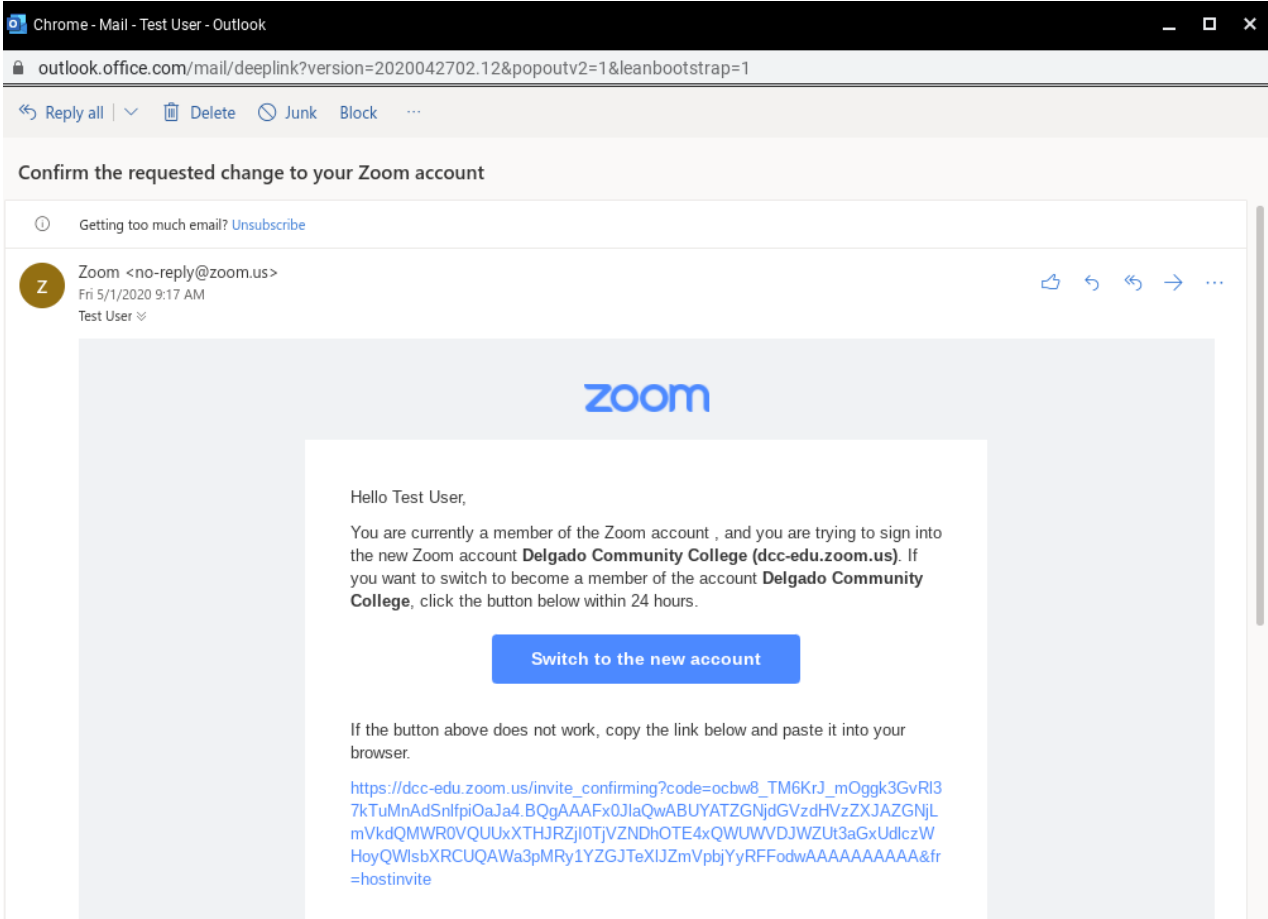 Chrome - Mail - Test User - Outlook
outlook.office.com/mail/deeplink?version=2020042702.12&popoutv2=1&leanbootstrap=1
Reply all Delete Junk Block ...
Confirm the requested change to your Zoom account
Getting too much email? Unsubscribe
Z
Zoom <no-reply@zoom.us>
Fri 5/1/2020 9:17 AM
Test User
zoom
Hello Test User,
You are currently a member of the Zoom account , and you are trying to sign into
the new Zoom account Delgado Community College (dcc-edu.zoom.us). If
you want to switch to become a member of the account Delgado Community
College, click the button below within 24 hours.
Switch to the new account
If the button above does not work, copy the link below and paste it into your
browser.
https://dcc-edu.zoom.us/invite_confirming?code=ocbw8_TM6KrJ_mOggk3GvRl3
7kTuMnAdSnlfpiOaJa4.BQgAAAFx0JlaQwABUYATZGNjdGVzdHVzZXJAZGNjL
mVkdQMWR0VQUUxXTHJRZjI0TjVZNDhOTE4xQWUWVDJWZUt3aGxUdlczW
HoyQWlsbXRCUQAWa3pMRy1YZGJTeXlJZmVpbjYyRFFodwAAAAAAAAAA&fr
=hostinvite